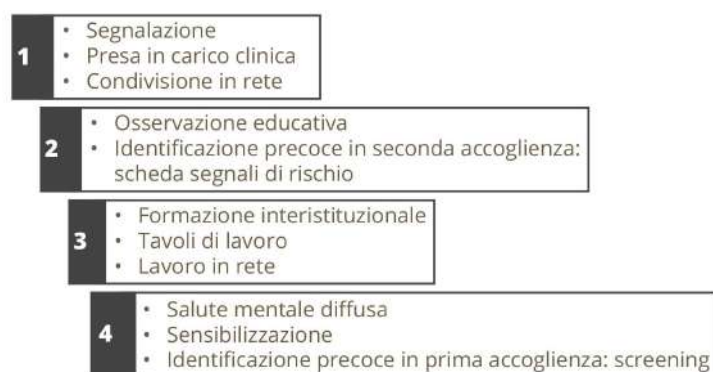 1
• Segnalazione
• Presa in carico clinica
• Condivisione in rete
2
• Osservazione educativa
• Identificazione precoce in seconda accoglienza:
scheda segnali di rischio
3
• Formazione interistituzionale
• Tavoli di lavoro
• Lavoro in rete
4
• Salute mentale diffusa
• Sensibilizzazione
• Identificazione precoce in prima accoglienza: screening